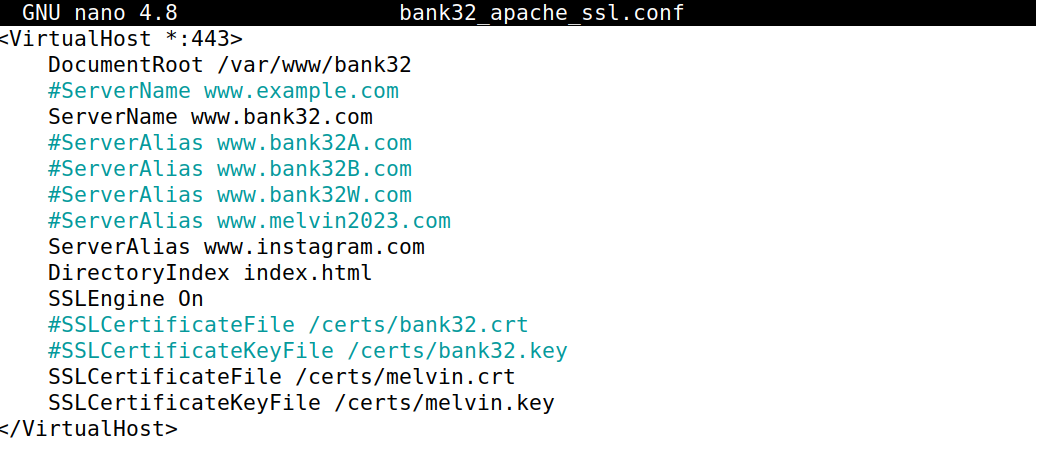 GNU nano 4.8 bank32_apache_ssl.conf
<VirtualHost *:443>
DocumentRoot /var/www/bank32
#ServerName www.example.com
ServerName www.bank32.com
#ServerAlias www.bank32A.com
#ServerAlias www.bank32B.com
#ServerAlias www.bank32W.com
#ServerAlias www.melvin2023.com
ServerAlias www.instagram.com
DirectoryIndex index.html
SSLEngine On
#SSLCertificateFile /certs/bank32.crt
#SSLCertificateKeyFile /certs/bank32.key
SSLCertificateFile /certs/melvin.crt
SSLCertificateKeyFile /certs/melvin.key
</VirtualHost>